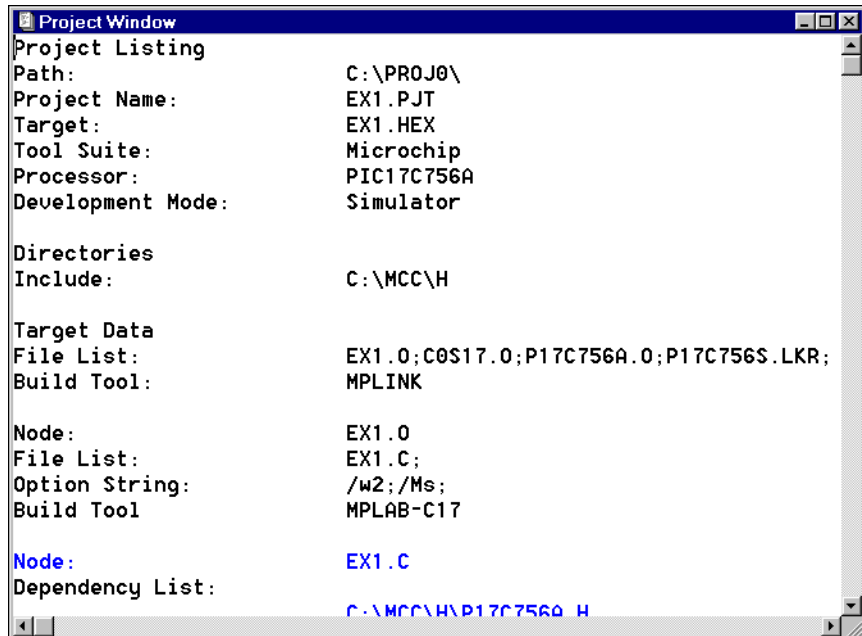 Project Window
Project Listing
Path: C:\PROJ0\
Project Name: EX1.PJT
Target: EX1.HEX
Tool Suite: Microchip
Processor: PIC17C756A
Development Mode: Simulator
Directories
Include: C:\MCC\H
Target Data
File List: EX1.O;C0S17.O;P17C756A.O;P17C756S.LKR;
Build Tool: MPLINK
Node: EX1.O
File List: EX1.C;
Option String: /w2;/Ms;
Build Tool MPLAB-C17
Node: EX1.C
Dependency List:
C:\MCC\H\P17C756A.H